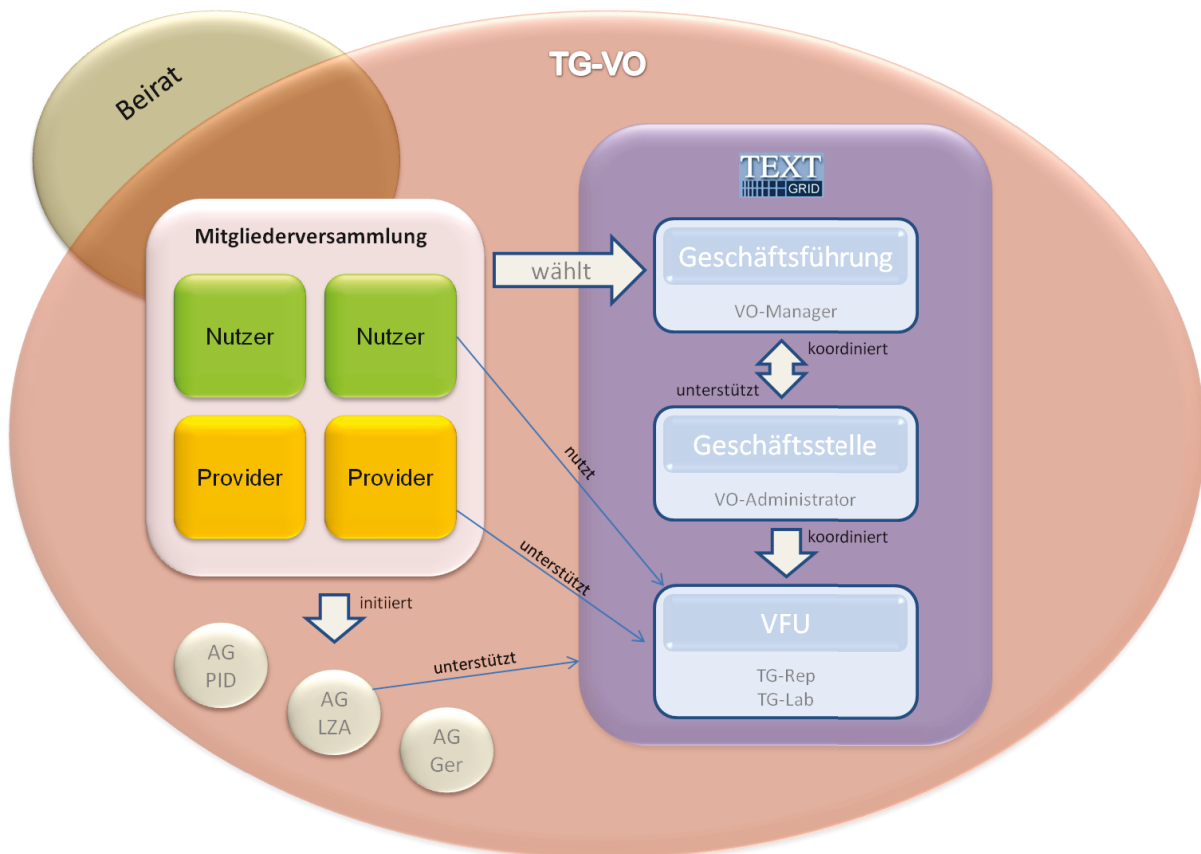 TG-VO
Beirat
TEXT
GRID
Mitgliederversammlung
Nutzer
Nutzer
Provider
Provider
wählt
Geschäftsführung
VO-Manager
koordiniert
unterstützt
Geschäftsstelle
VO-Administrator
koordiniert
nutzt
unterstützt
VFU
TG-Rep
TG-Lab
initiiert
AG
PID
AG
LZA
AG
Ger
unterstützt